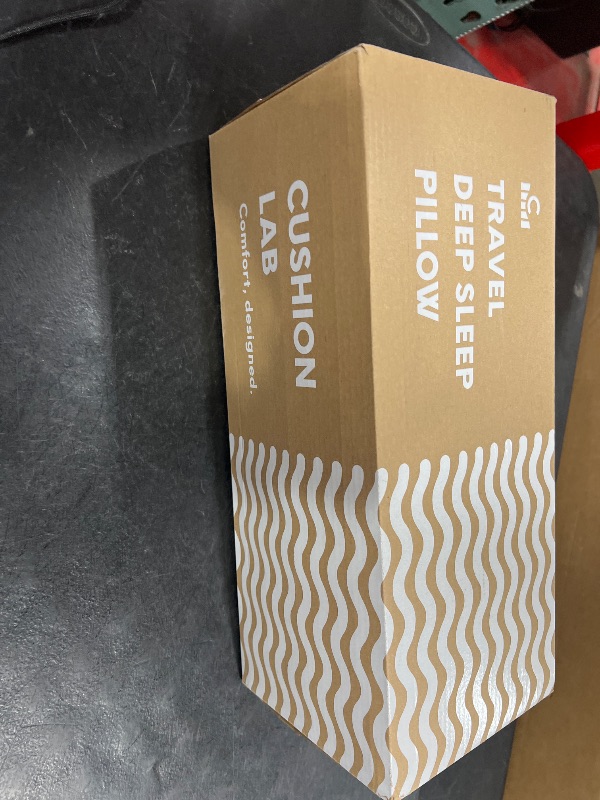 TRAVEL
DEEP SLEEP
PILLOW
CUSHION
LAB
Comfort, designed.